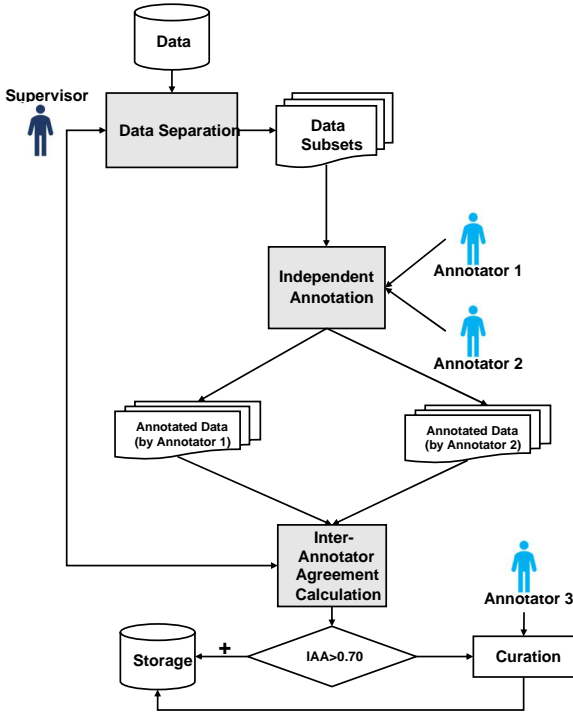 Data
Supervisor
Data Separation
Data
Subsets
Independent
Annotation
Annotator 1
Annotator 2
Annotated Data
(by Annotator 1)
Annotated Data
(by Annotator 2)
Inter-
Annotator
Agreement
Calculation
Annotator 3
+
Storage
IAA>0.70
Curation